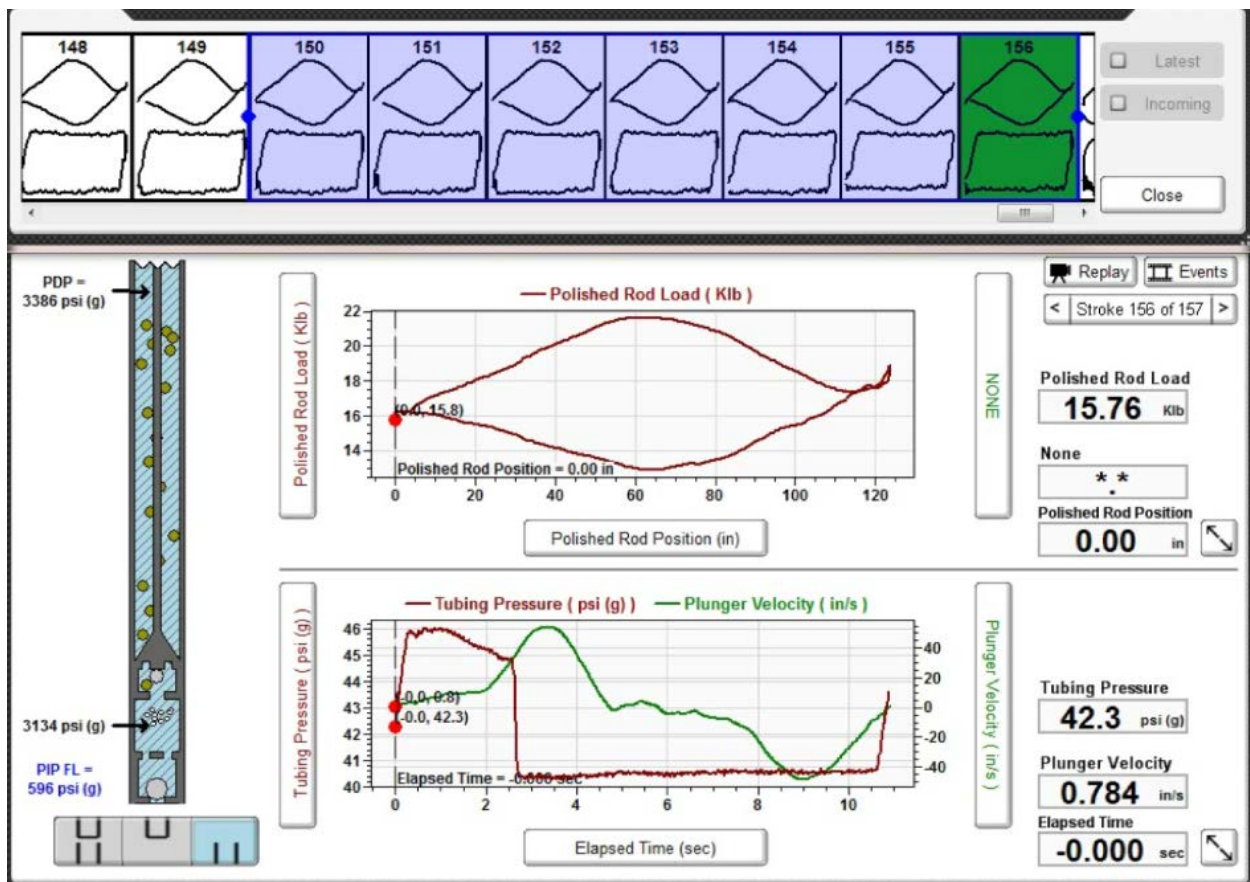 148 149 150 151 152 153 154 155 156
Latest
Incoming
Close
PDP =
3386 psi (g)
3134 psi (g)
PIP FL =
596 psi (g)
Polished Rod Load ( Klb )
Polished Rod Load ( Klb )
22
20
18
16
14
(0.0, 15.8)
Polished Rod Position = 0.00 in
0 20 40 60 80 100 120
Polished Rod Position (in)
NONE
Replay Events
< Stroke 156 of 157 >
Polished Rod Load
15.76 Klb
None
*.*
Polished Rod Position
0.00 in
Tubing Pressure ( psi (g) ) Plunger Velocity ( in/s )
Tubing Pressure ( psi (g) )
46
45
44
43
42
41
40
(-0.0, 0.8)
(-0.0, 42.3)
Elapsed Time = -0.000 sec
40
20
0
-20
-40
0 2 4 6 8 10
Elapsed Time (sec)
Plunger Velocity ( in/s )
Tubing Pressure
42.3 psi (g)
Plunger Velocity
0.784 in/s
Elapsed Time
-0.000 sec